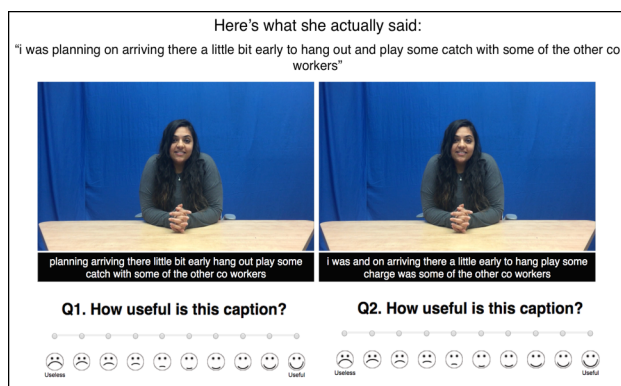 Here's what she actually said:
“i was planning on arriving there a little bit early to hang out and play some catch with some of the other co
workers”
planning arriving there little bit early hang out play some
catch with some of the other co workers
i was and on arriving there a little early to hang play some
charge was some of the other co workers
Q1. How useful is this caption?
Q2. How useful is this caption?
Useless
Useful
Useless
Useful